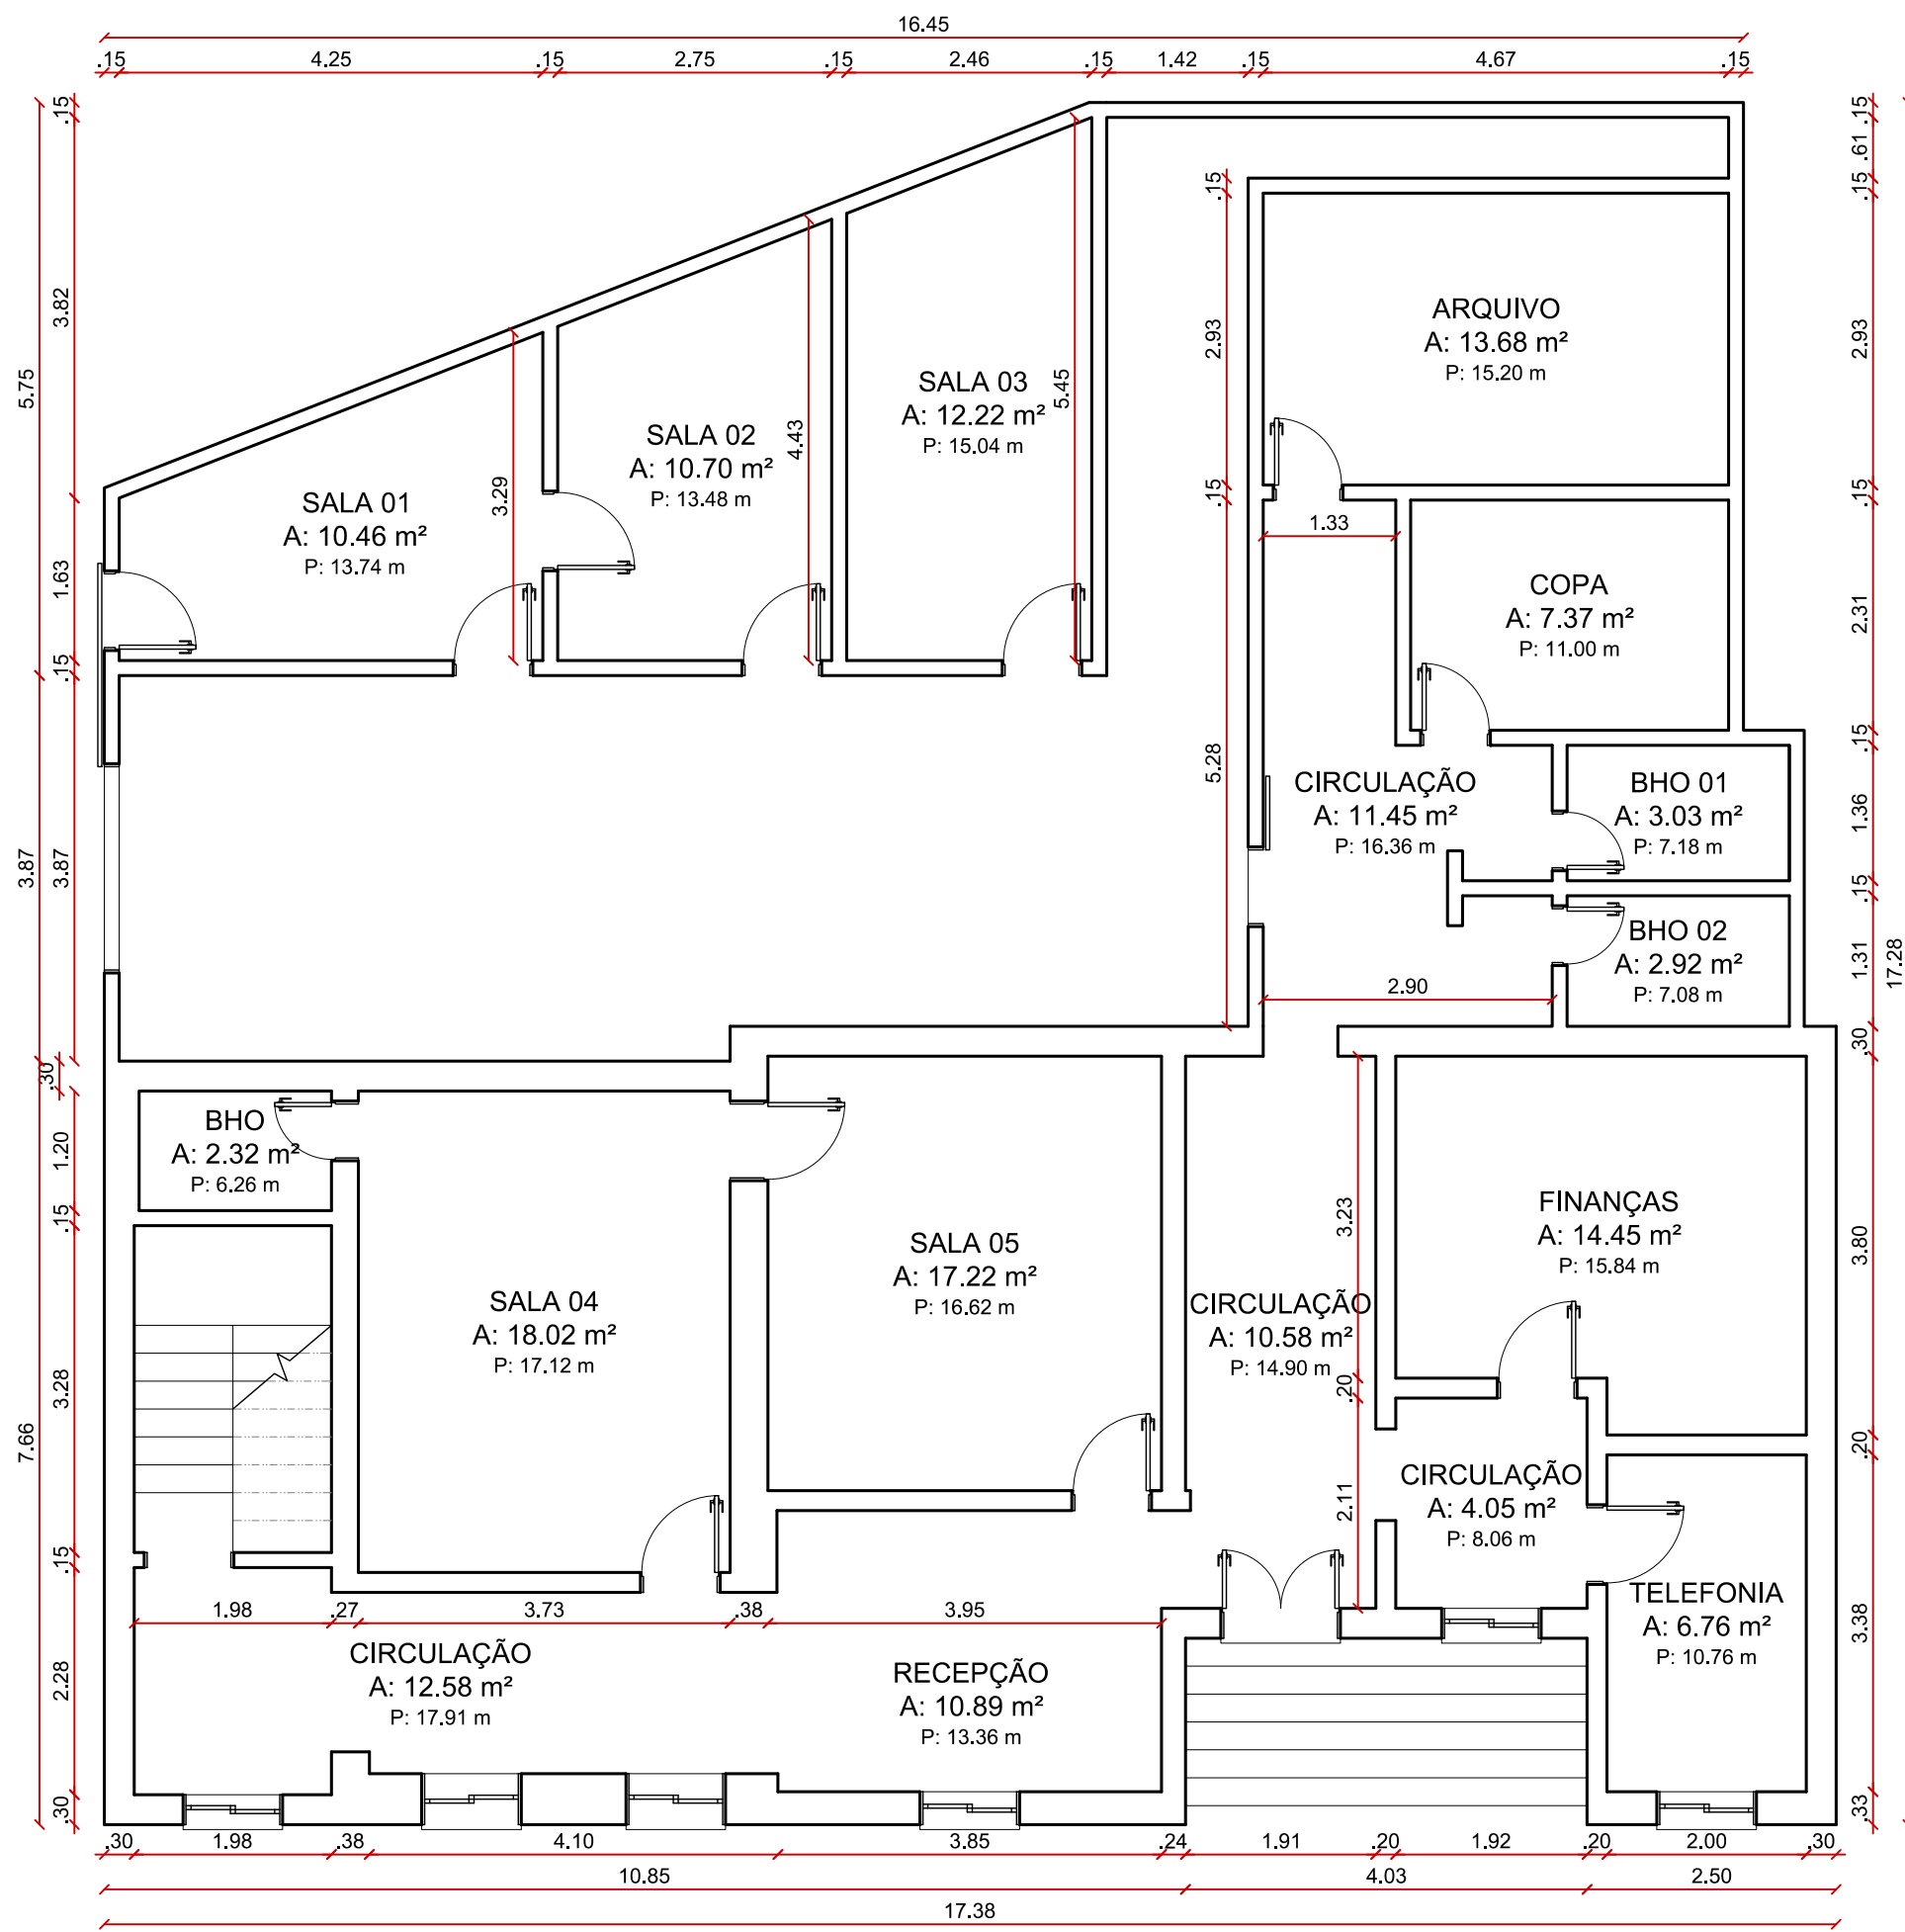 16.45
.15 4.25 .15 2.75 .15 2.46 .15 1.42 .15 4.67 .15
5.75
3.87
7.66
.15
3.82
1.63
.15
3.87
.30
1.20
.15
3.28
.15
2.28
.30
SALA 01
A: 10.46 m²
P: 13.74 m
3.29
SALA 02
A: 10.70 m²
P: 13.48 m
4.43
SALA 03
A: 12.22 m²
P: 15.04 m
5.45
.15
2.93
.15
5.28
ARQUIVO
A: 13.68 m²
P: 15.20 m
1.33
COPA
A: 7.37 m²
P: 11.00 m
CIRCULAÇÃO
A: 11.45 m²
P: 16.36 m
BHO 01
A: 3.03 m²
P: 7.18 m
BHO 02
A: 2.92 m²
P: 7.08 m
2.90
BHO
A: 2.32 m²
P: 6.26 m
SALA 04
A: 18.02 m²
P: 17.12 m
SALA 05
A: 17.22 m²
P: 16.62 m
CIRCULAÇÃO
A: 10.58 m²
P: 14.90 m
3.23
.20
2.11
FINANÇAS
A: 14.45 m²
P: 15.84 m
CIRCULAÇÃO
A: 4.05 m²
P: 8.06 m
TELEFONIA
A: 6.76 m²
P: 10.76 m
1.98 .27 3.73 .38 3.95
CIRCULAÇÃO
A: 12.58 m²
P: 17.91 m
RECEPÇÃO
A: 10.89 m²
P: 13.36 m
.15
.61
.15
2.93
.15
2.31
.15
1.36
.15
1.31
.30
3.80
.20
3.38
.33
17.28
.30 1.98 .38 4.10 3.85 .24 1.91 .20 1.92 .20 2.00 .30
10.85 4.03 2.50
17.38